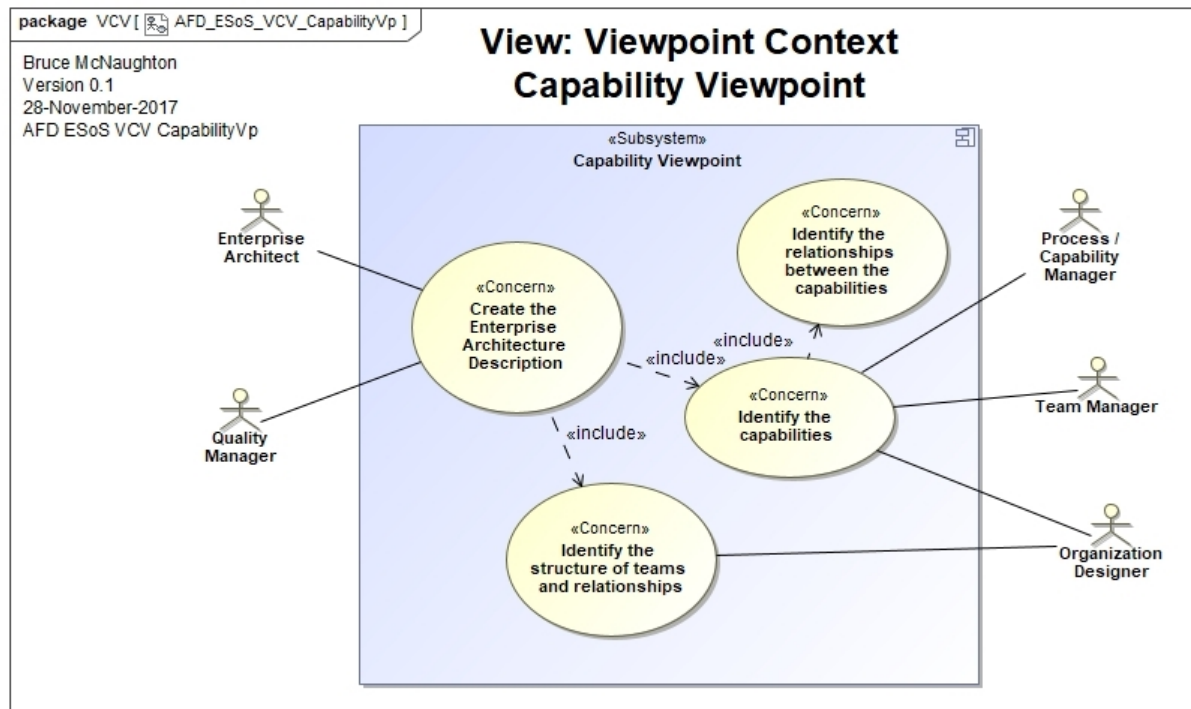 package VCV [ AFD_ESoS_VCV_CapabilityVp ]
View: Viewpoint Context
Capability Viewpoint
Bruce McNaughton
Version 0.1
28-November-2017
AFD ESoS VCV CapabilityVp
«Subsystem»
Capability Viewpoint
Enterprise
Architect
Quality
Manager
«Concern»
Create the
Enterprise
Architecture
Description
«include»
«include»
«include»
«Concern»
Identify the
relationships
between the
capabilities
«Concern»
Identify the
capabilities
«Concern»
Identify the
structure of teams
and relationships
Process /
Capability
Manager
Team Manager
Organization
Designer